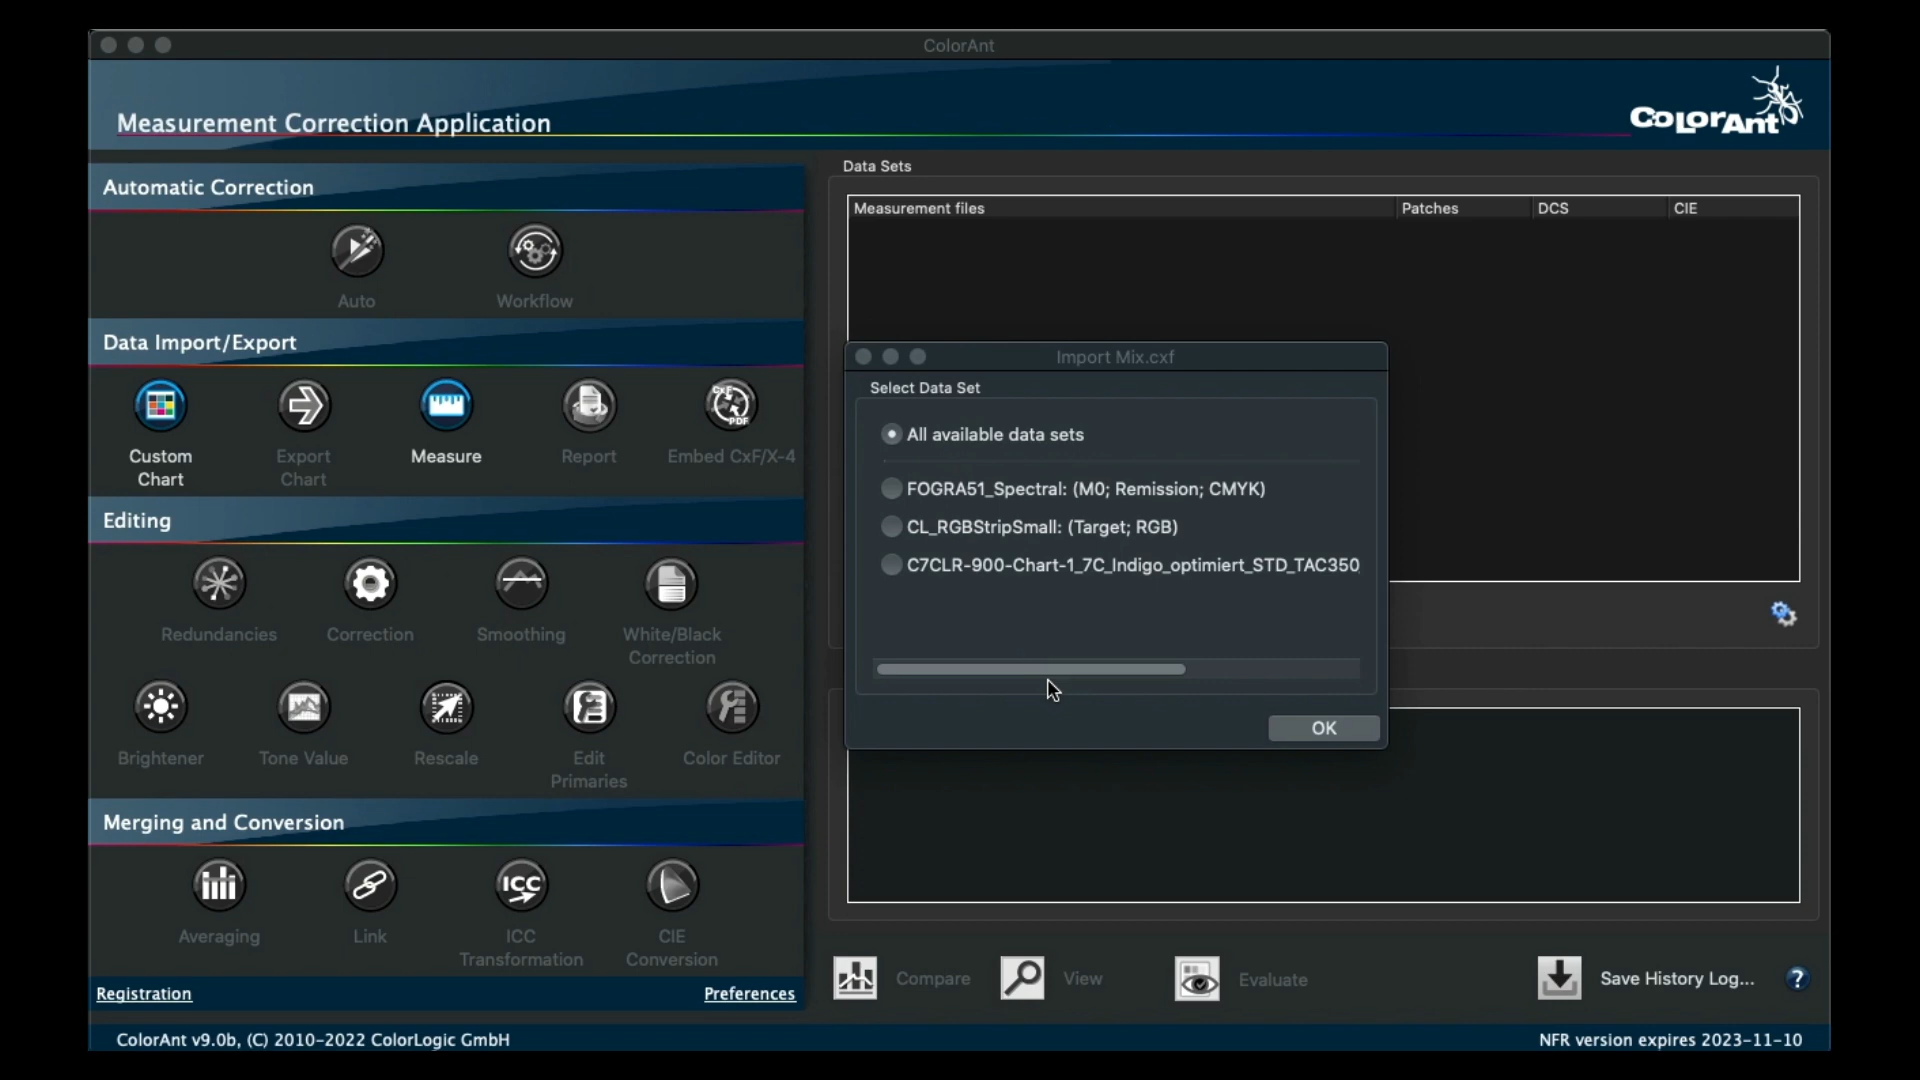 ColorAnt
Measurement Correction Application
ColorAnt
Automatic Correction
Auto
Workflow
Data Import/Export
Custom
Chart
Export
Chart
Measure
Report
CxF
PDF
Embed CxF/X-4
Editing
Redundancies
Correction
Smoothing
White/Black
Correction
Brightener
Tone Value
Rescale
Edit
Primaries
Color Editor
Merging and Conversion
Averaging
Link
ICC
ICC
Transformation
CIE
Conversion
Registration
Preferences
Data Sets
Measurement files
Patches
DCS
CIE
Import Mix.cxf
Select Data Set
All available data sets
FOGRA51_Spectral: (M0; Remission; CMYK)
CL_RGBStripSmall: (Target; RGB)
C7CLR-900-Chart-1_7C_Indigo_optimiert_STD_TAC350
OK
Compare
View
Evaluate
Save History Log...
?
ColorAnt v9.0b, (C) 2010-2022 ColorLogic GmbH
NFR version expires 2023-11-10